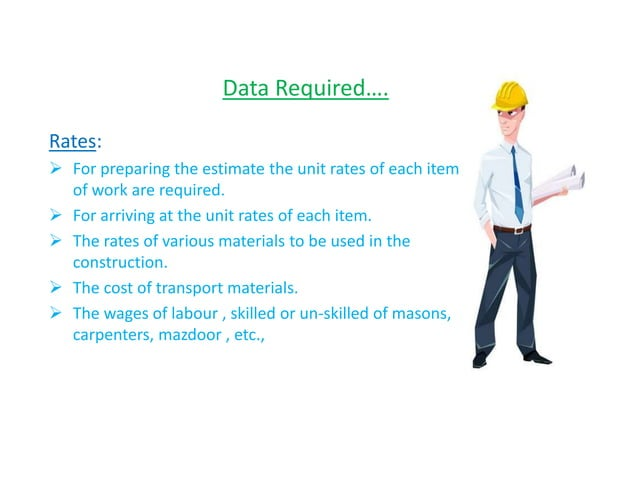 Data Required….
Rates:
➢ For preparing the estimate the unit rates of each item
of work are required.
➢ For arriving at the unit rates of each item.
➢ The rates of various materials to be used in the
construction.
➢ The cost of transport materials.
➢ The wages of labour , skilled or un-skilled of masons,
carpenters, mazdoor , etc.,